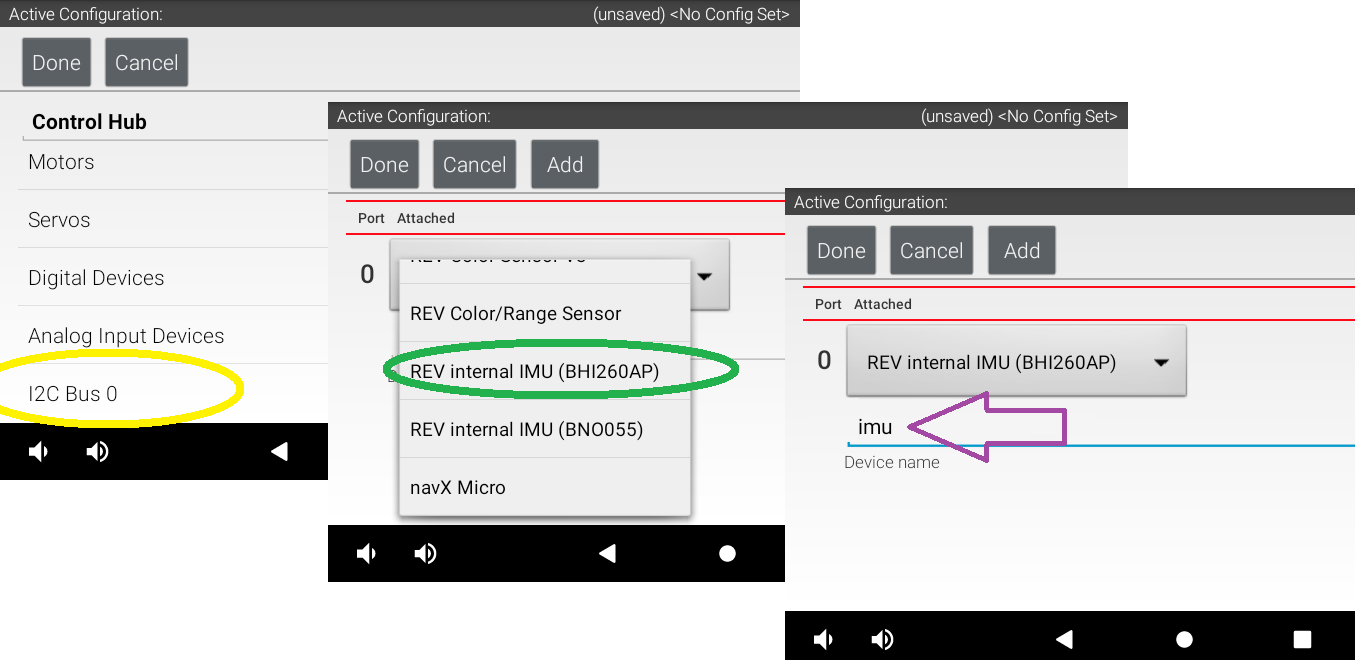 Active Configuration:
(unsaved) <No Config Set>
Done
Cancel
Control Hub
Motors
Servos
Digital Devices
Analog Input Devices
I2C Bus 0
Active Configuration:
(unsaved) <No Config Set>
Done
Cancel
Add
Port Attached
0
REV Color/Range Sensor
REV internal IMU (BHI260AP)
REV internal IMU (BNO055)
navX Micro
Active Configuration:
Done
Cancel
Add
Port Attached
0
REV internal IMU (BHI260AP)
imu
Device name